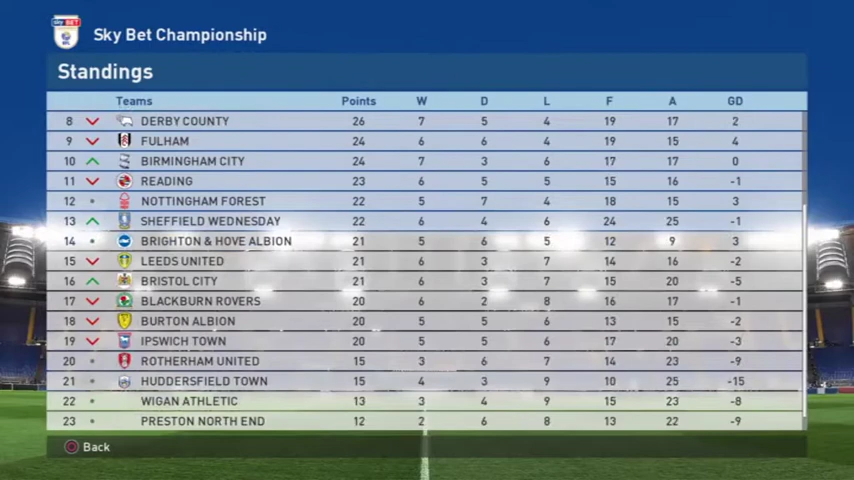 sky BET
EFL
Sky Bet Championship
Standings
Teams Points W D L F A GD
8 DERBY COUNTY 26 7 5 4 19 17 2
9 FULHAM 24 6 6 4 19 15 4
10 BIRMINGHAM CITY 24 7 3 6 17 17 0
11 READING 23 6 5 5 15 16 -1
12 NOTTINGHAM FOREST 22 5 7 4 18 15 3
13 SHEFFIELD WEDNESDAY 22 6 4 6 24 25 -1
14 BRIGHTON & HOVE ALBION 21 5 6 5 12 9 3
15 LEEDS UNITED 21 6 3 7 14 16 -2
16 BRISTOL CITY 21 6 3 7 15 20 -5
17 BLACKBURN ROVERS 20 6 2 8 16 17 -1
18 BURTON ALBION 20 5 5 6 13 15 -2
19 IPSWICH TOWN 20 5 5 6 17 20 -3
20 ROTHERHAM UNITED 15 3 6 7 14 23 -9
21 HUDDERSFIELD TOWN 15 4 3 9 10 25 -15
22 WIGAN ATHLETIC 13 3 4 9 15 23 -8
23 PRESTON NORTH END 12 2 6 8 13 22 -9
Back